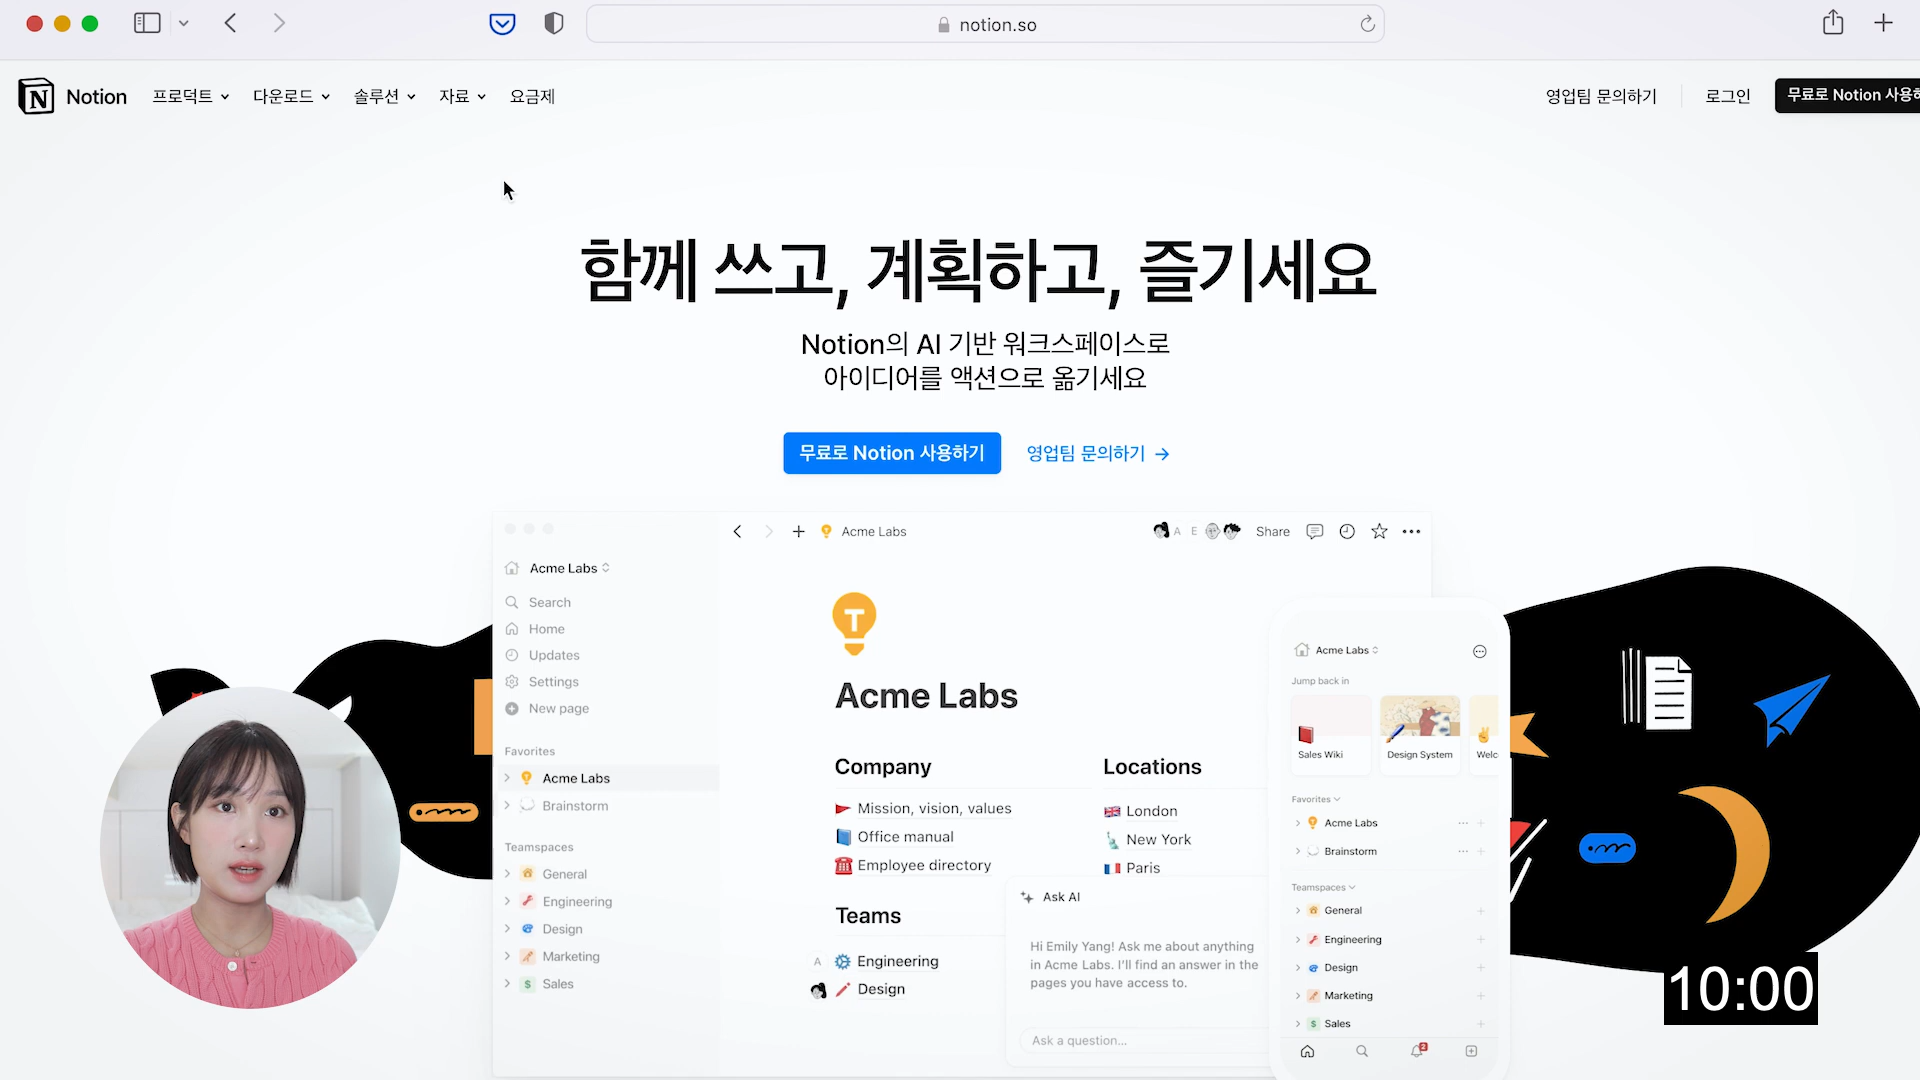 notion.so
Notion
프로덕트
다운로드
솔루션
자료
요금제
영업팀 문의하기
로그인
무료로 Notion 사용
함께 쓰고, 계획하고, 즐기세요
Notion의 AI 기반 워크스페이스로
아이디어를 액션으로 옮기세요
무료로 Notion 사용하기
영업팀 문의하기 →
Acme Labs
A E
Share
Acme Labs
Search
Home
Updates
Settings
New page
Favorites
Acme Labs
Brainstorm
Teamspaces
General
Engineering
Design
Marketing
Sales
T
Acme Labs
Company
Mission, vision, values
Office manual
Employee directory
Teams
A
Engineering
Design
Locations
London
New York
Paris
Ask AI
Hi Emily Yang! Ask me about anything
in Acme Labs. I'll find an answer in the
pages you have access to.
Ask a question...
Acme Labs
Jump back in
Sales Wiki
Design System
Welc
Favorites
Acme Labs
Brainstorm
Teamspaces
General
Engineering
Design
Marketing
Sales
2
10:00